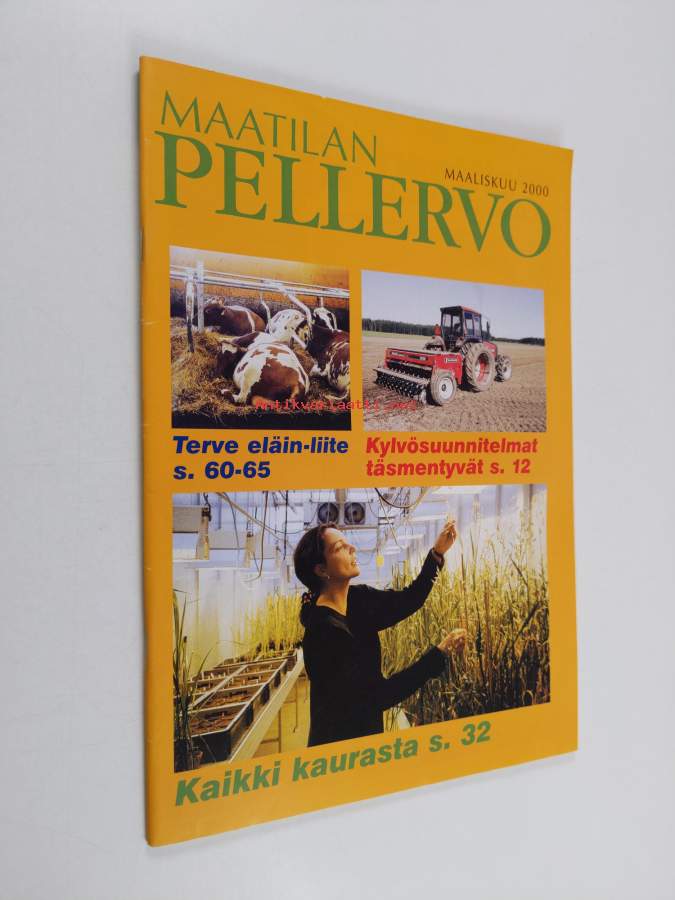 MAATILAN
PELLERVO
MAALISKUU 2000
Terve eläin-liite
s. 60-65
Kylvösuunnitelmat
täsmentyvät s. 12
Kaikki kaurasta s. 32